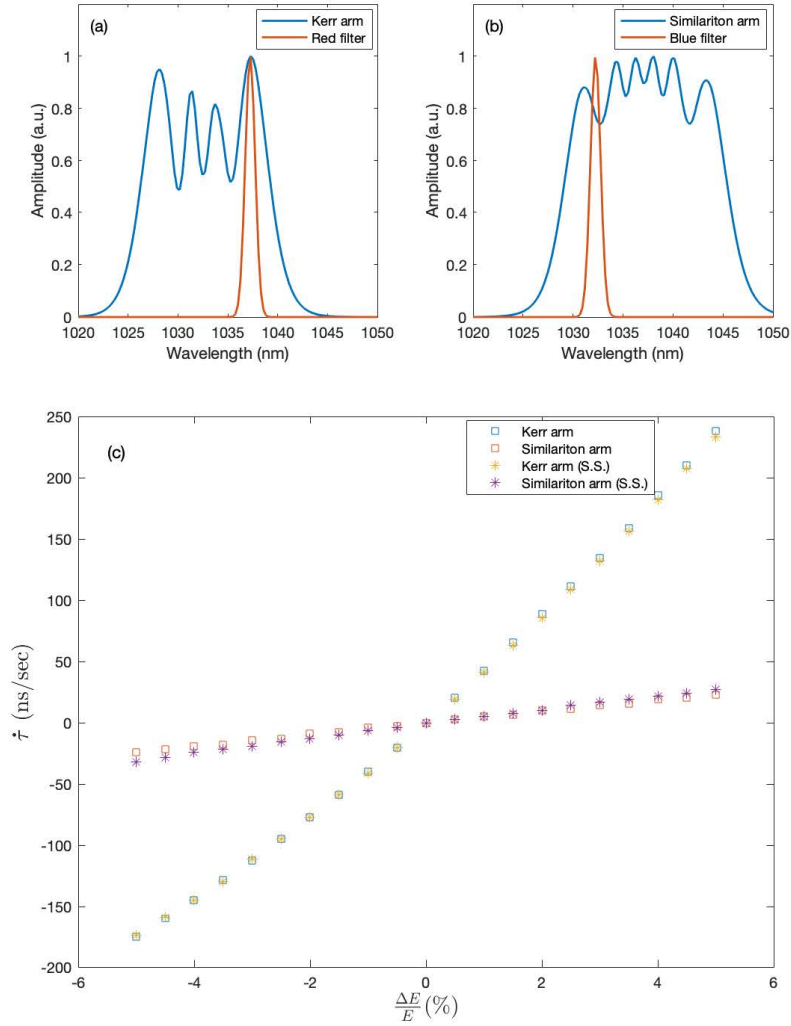 (a)
Kerr arm
Red filter
1
0.8
0.6
0.4
0.2
0
Amplitude (a.u.)
1020 1025 1030 1035 1040 1045 1050
Wavelength (nm)
(b)
Similariton arm
Blue filter
1
0.8
0.6
0.4
0.2
0
Amplitude (a.u.)
1020 1025 1030 1035 1040 1045 1050
Wavelength (nm)
(c)
Kerr arm
Similariton arm
Kerr arm (S.S.)
Similariton arm (S.S.)
250
200
150
100
50
0
-50
-100
-150
-200
τ̇ (ns/sec)
-6 -4 -2 0 2 4 6
ΔE
E (%)